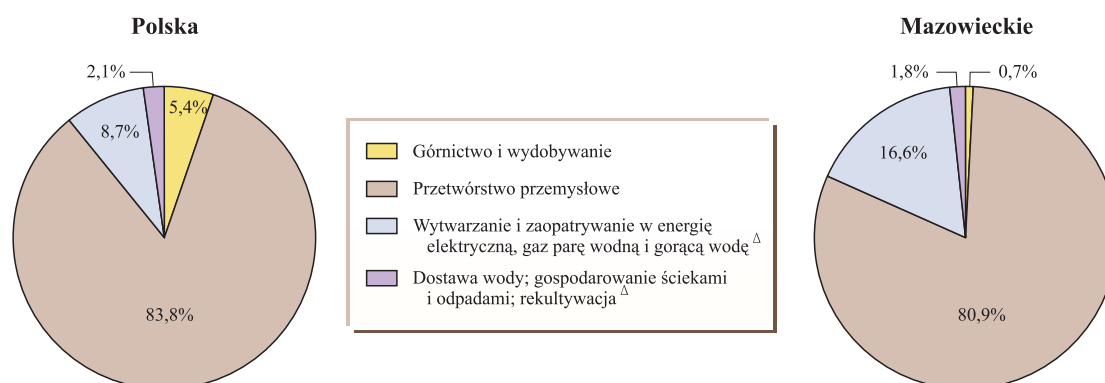 Polska
Mazowieckie
2,1%
5,4%
8,7%
83,8%
Górnictwo i wydobywanie
Przetwórstwo przemysłowe
Wytwarzanie i zaopatrywanie w energię
elektryczną, gaz parę wodną i gorącą wodę Δ
Dostawa wody; gospodarowanie ściekami
i odpadami; rekultywacja Δ
1,8%
0,7%
16,6%
80,9%